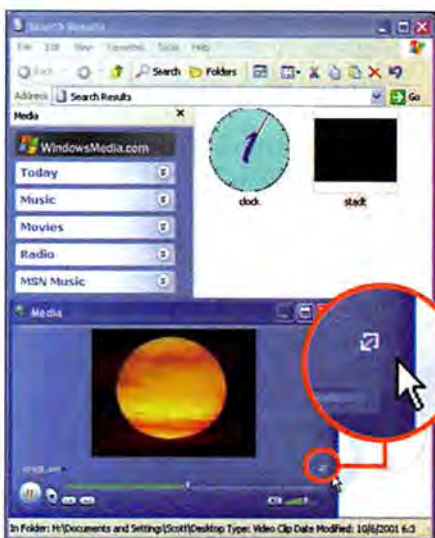 Search Results
File Edit View Favorites Tools Help
Back Search Folders
Address Search Results Go
Media
WindowsMedia.com
Today
Music
Movies
Radio
MSN Music
clock
stadt
Media
In Folder: H:\Documents and Settings\Scott\Desktop Type: Video Clip Date Modified: 10/6/2001 6:3